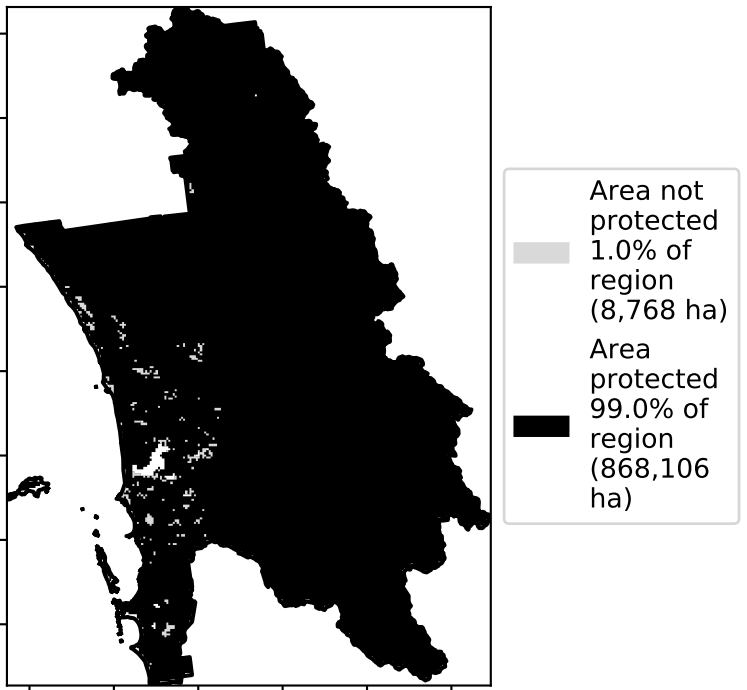 Area not
protected
1.0% of
region
(8,768 ha)
Area
protected
99.0% of
region
(868,106
ha)